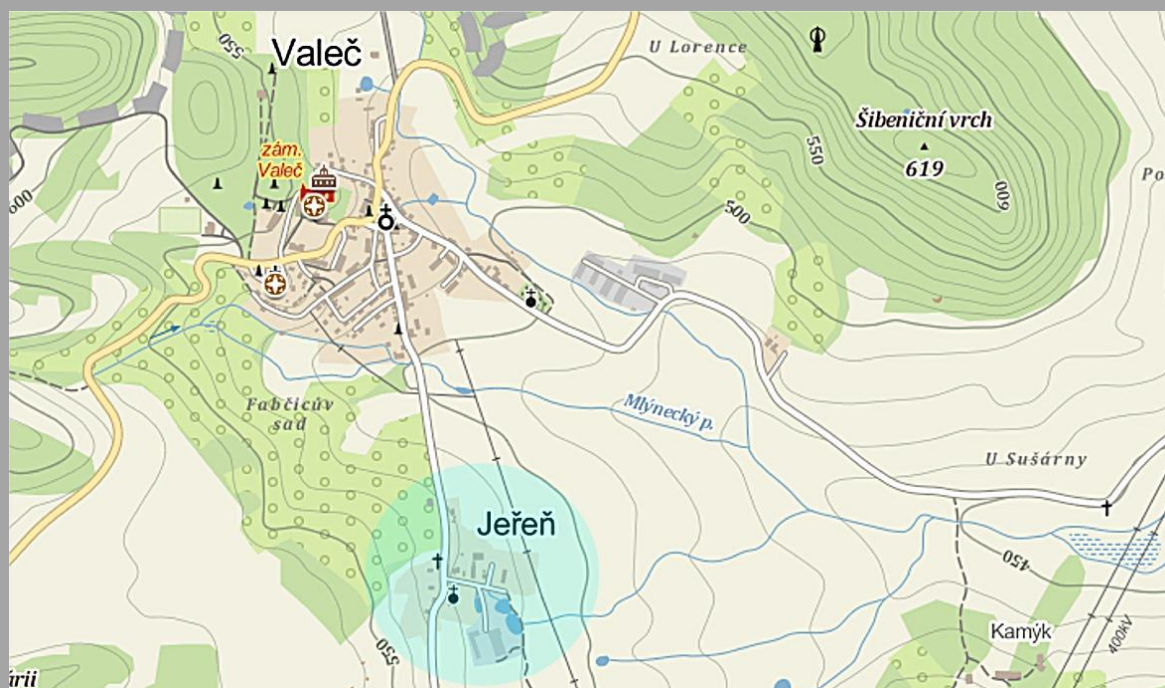 550
Valeč
U Lorence
Šibeniční vrch
619
zám.
Valeč
550
600
600
500
Fabčicův
sad
Mlýnecký p.
U Sušárny
Jeřeň
450
Kamýk
400kV
550
árii
Po